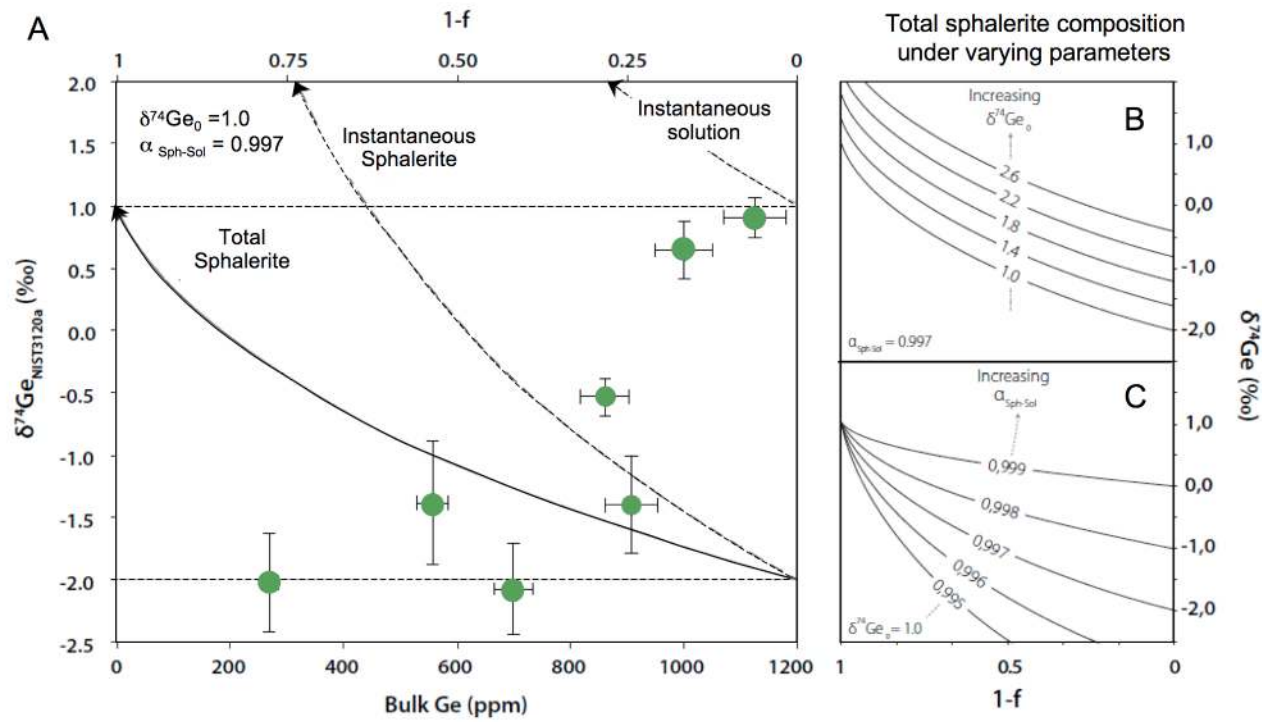 A
1-f
1
0.75
0.50
0.25
0
2.0
1.5
1.0
0.5
0.0
-0.5
-1.0
-1.5
-2.0
-2.5
δ⁷⁴Ge₀ =1.0
α Sph-Sol = 0.997
Instantaneous
Sphalerite
Instantaneous
solution
Total
Sphalerite
δ⁷⁴Ge NIST3120a (‰)
0
200
400
600
800
1000
1200
Bulk Ge (ppm)
Total sphalerite composition
under varying parameters
B
Increasing
δ⁷⁴Ge₀
2.6
2.2
1.8
1.4
1.0
α Sph-Sol = 0.997
1,0
0,0
-1,0
-2,0
C
Increasing
α Sph-Sol
0,999
0,998
0,997
0,996
0,995
δ⁷⁴Ge₀ = 1.0
1,0
0,0
-1,0
-2,0
δ⁷⁴Ge (‰)
1
0.5
0
1-f